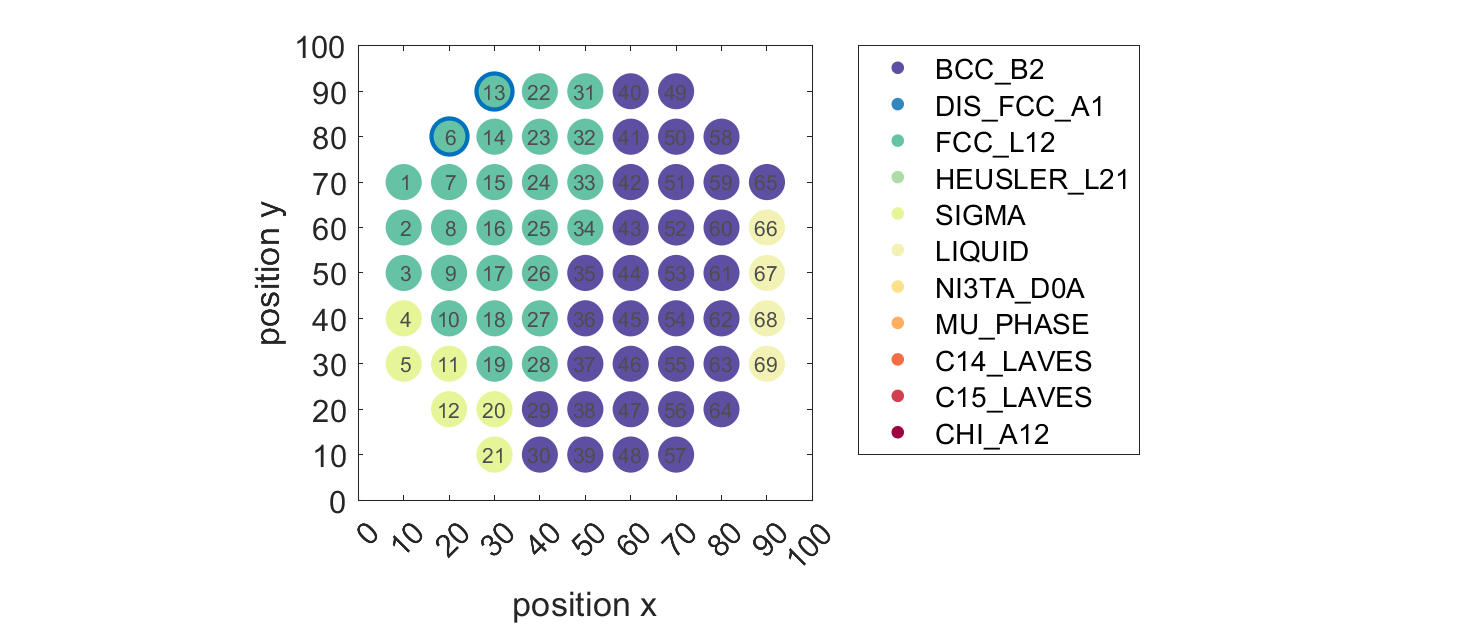 100
90
80
70
60
50
40
30
20
10
0
position y
13 22 31 40 49
6 14 23 32 41 50 58
1 7 15 24 33 42 51 59 65
2 8 16 25 34 43 52 60 66
3 9 17 26 35 44 53 61 67
4 10 18 27 36 45 54 62 68
5 11 19 28 37 46 55 63 69
12 20 29 38 47 56 64
21 30 39 48 57
0 10 20 30 40 50 60 70 80 90 100
position x
BCC_B2
DIS_FCC_A1
FCC_L12
HEUSLER_L21
SIGMA
LIQUID
NI3TA_D0A
MU_PHASE
C14_LAVES
C15_LAVES
CHI_A12